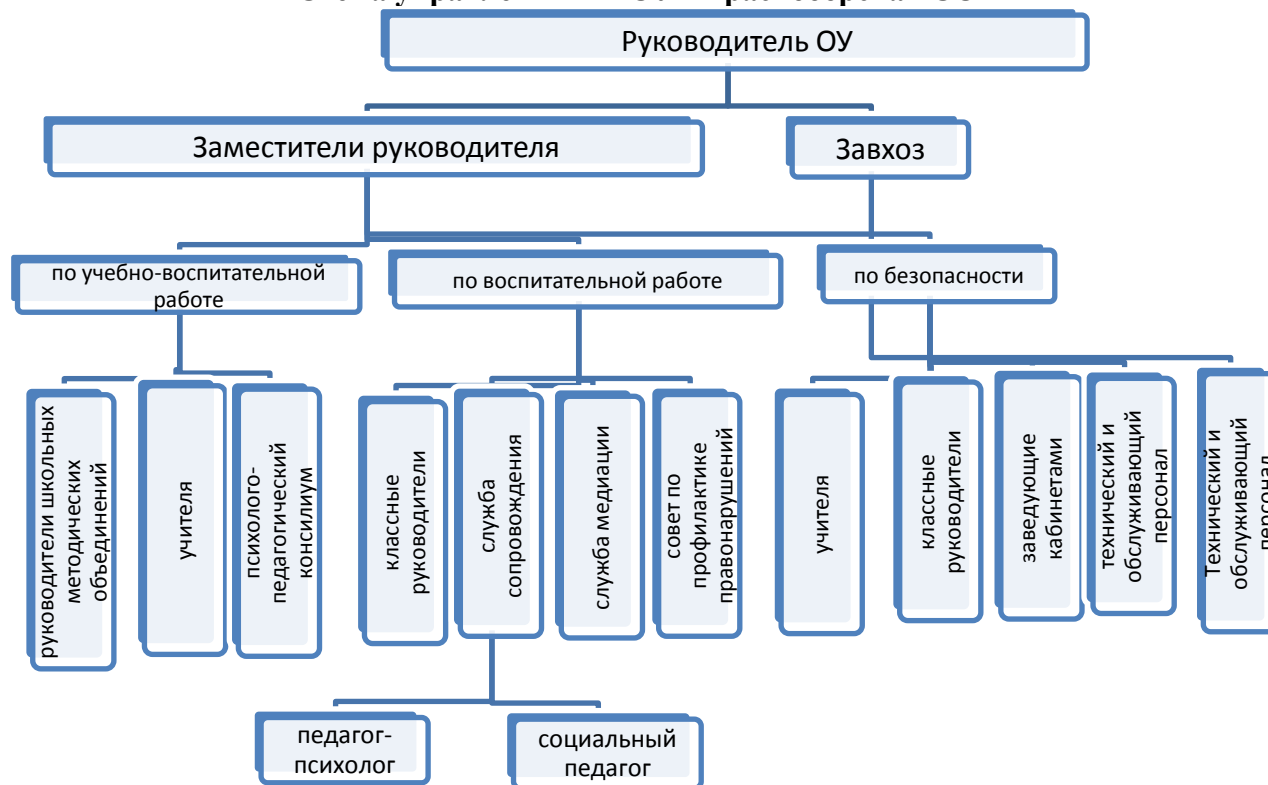 Руководитель ОУ
Заместители руководителя
Завхоз
по учебно-воспитательной
работе
по воспитательной работе
по безопасности
руководители школьных
методических
объединений
учителя
психолого-
педагогический
консилиум
классные
руководители
служба
сопровождения
служба медиации
совет по
профилактике
правонарушений
учителя
классные
руководители
заведующие
кабинетами
технический и
обслуживающий
персонал
Технический и
обслуживающий
персонал
педагог-
психолог
социальный
педагог